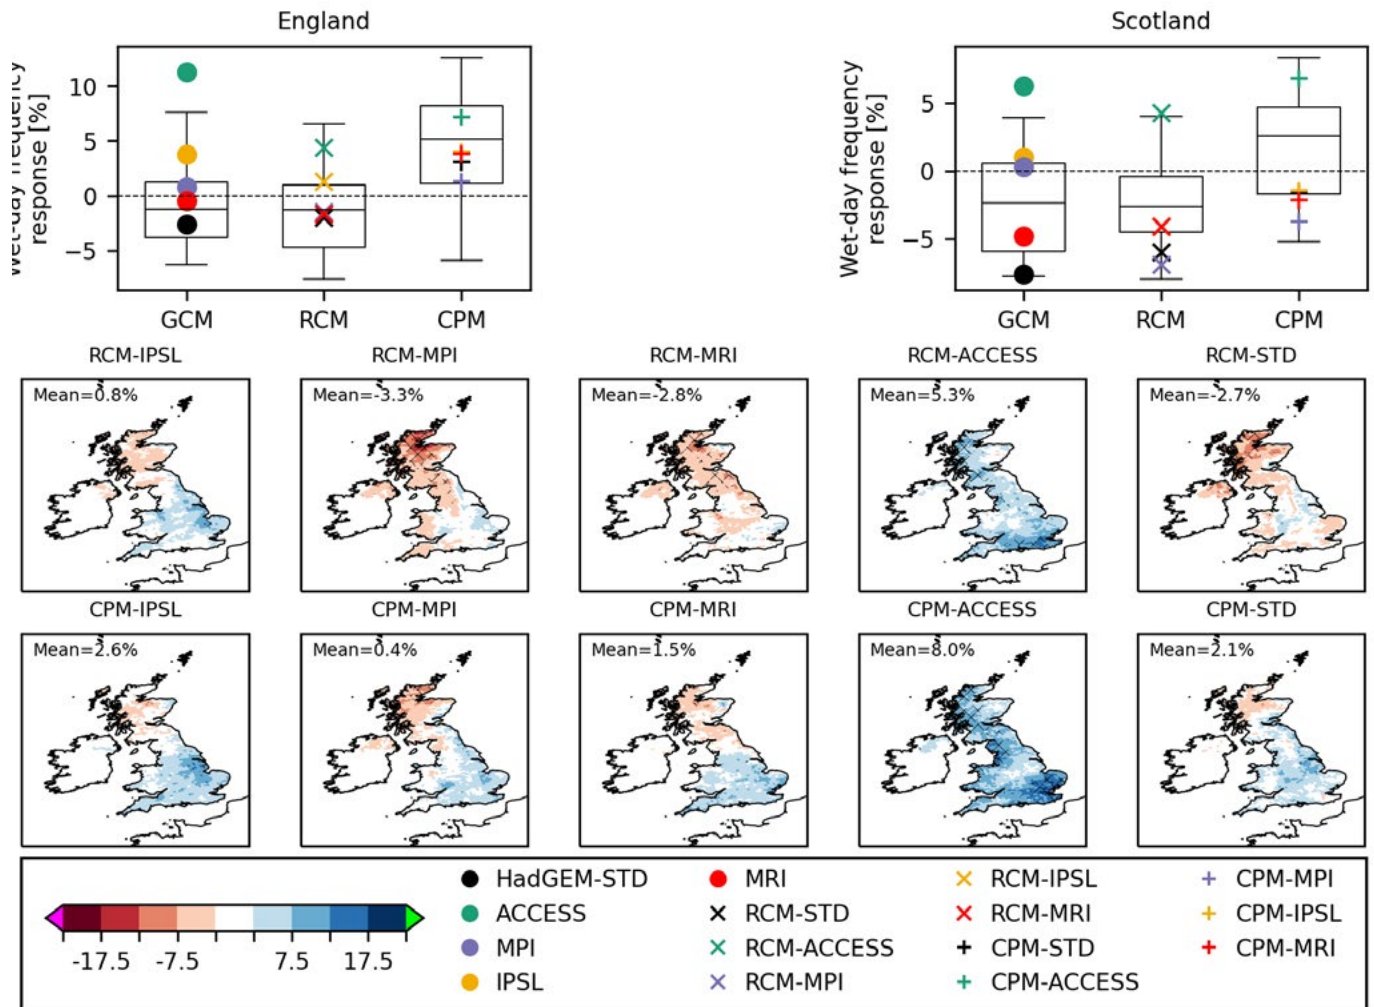 England
Scotland
Wet-day frequency
response [%]
10
5
0
−5
GCM
RCM
CPM
Wet-day frequency
response [%]
5
0
−5
GCM
RCM
CPM
RCM-IPSL
RCM-MPI
RCM-MRI
RCM-ACCESS
RCM-STD
Mean=0.8%
Mean=-3.3%
Mean=-2.8%
Mean=5.3%
Mean=-2.7%
CPM-IPSL
CPM-MPI
CPM-MRI
CPM-ACCESS
CPM-STD
Mean=2.6%
Mean=0.4%
Mean=1.5%
Mean=8.0%
Mean=2.1%
-17.5 -7.5 7.5 17.5
HadGEM-STD
ACCESS
MPI
IPSL
MRI
RCM-STD
RCM-ACCESS
RCM-MPI
RCM-IPSL
RCM-MRI
CPM-STD
CPM-ACCESS
CPM-MPI
CPM-IPSL
CPM-MRI